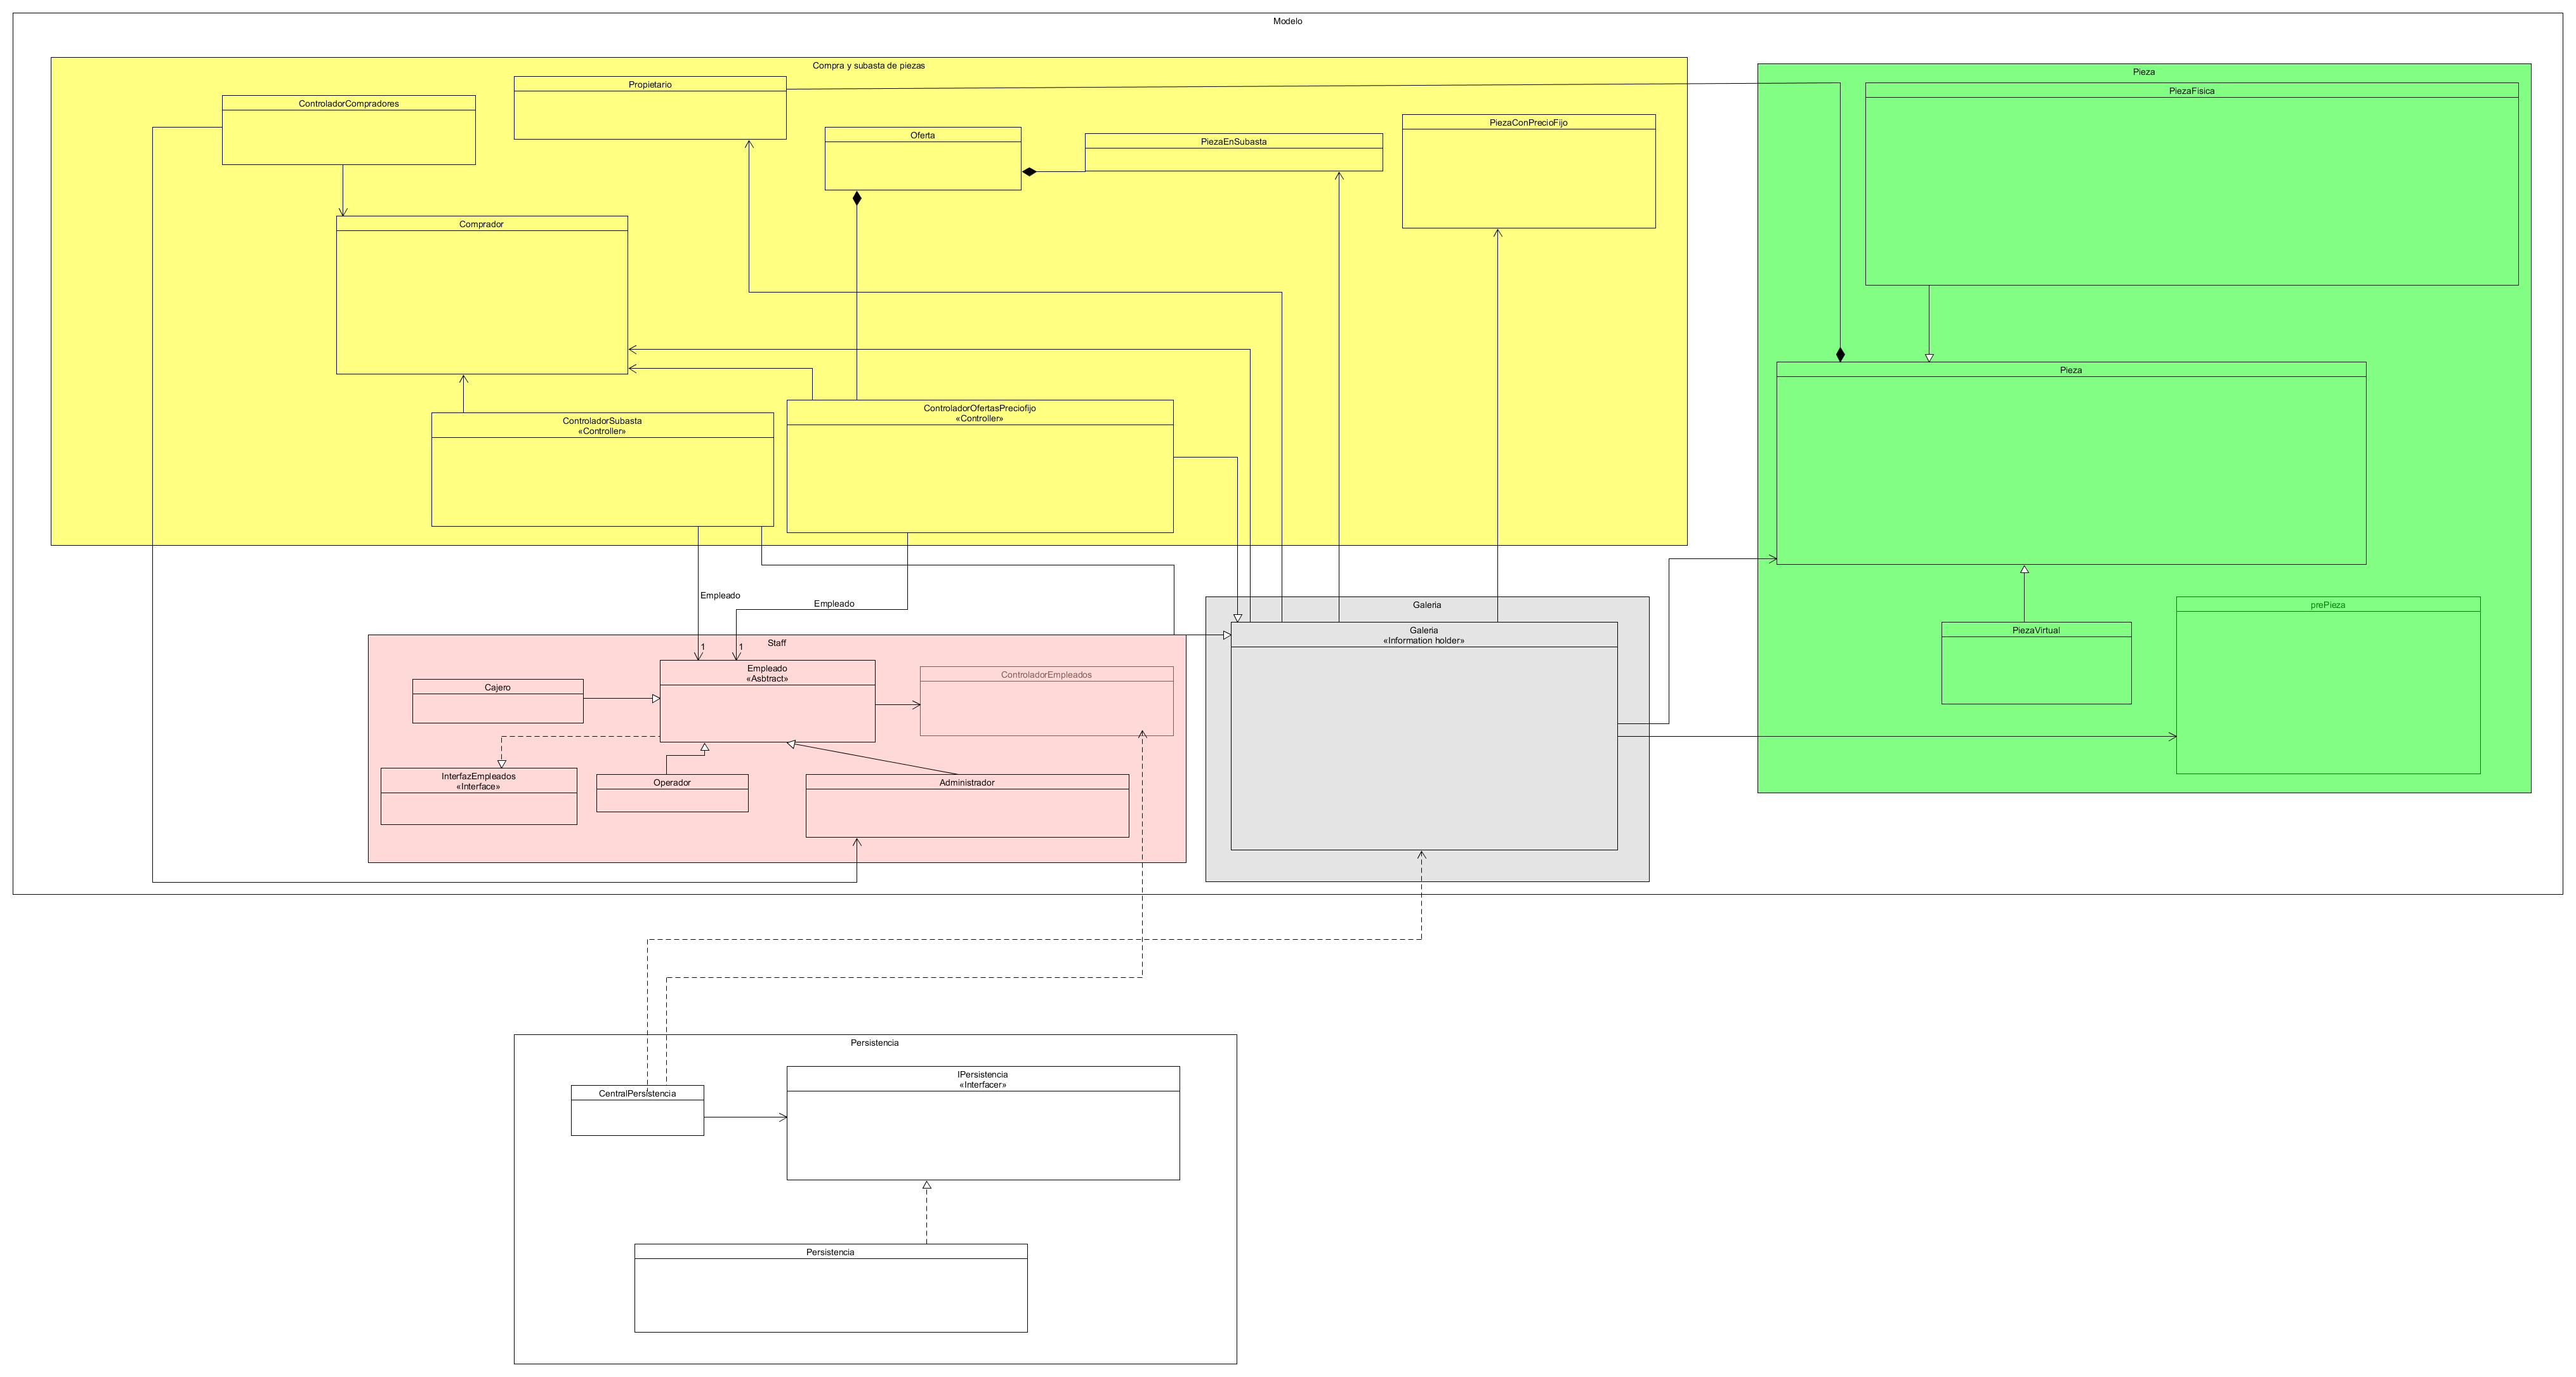 Modelo
Compra y subasta de piezas
Pieza
Propietario
PiezaFisica
ControladorCompradores
PiezaConPrecioFijo
Oferta
PiezaEnSubasta
Comprador
Pieza
ControladorOfertasPreciofijo
«Controller»
ControladorSubasta
«Controller»
Empleado
Empleado
Galeria
prePieza
Galeria
«Information holder»
PiezaVirtual
Staff
1
1
Empleado
«Asbtract»
ControladorEmpleados
Cajero
InterfazEmpleados
«Interface»
Operador
Administrador
Persistencia
IPersistencia
«Interfacer»
CentralPersistencia
Persistencia